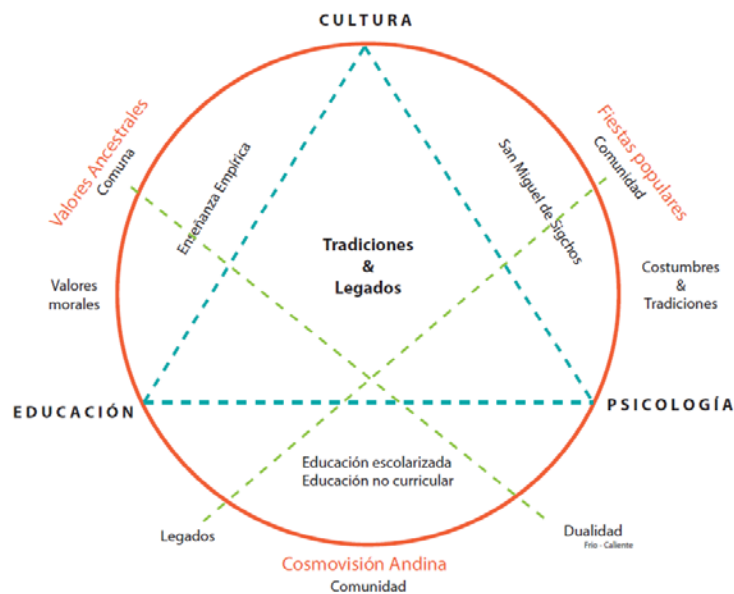 CULTURA
Valores Ancestrales
Comuna
Enseñanza Empírica
San Miguel de Sigchos
Fiestas populares
Comunidad
Tradiciones
&
Legados
Valores
morales
Costumbres
&
Tradiciones
EDUCACIÓN
PSICOLOGÍA
Educación escolarizada
Educación no curricular
Legados
Dualidad
Frío - Caliente
Cosmovisión Andina
Comunidad